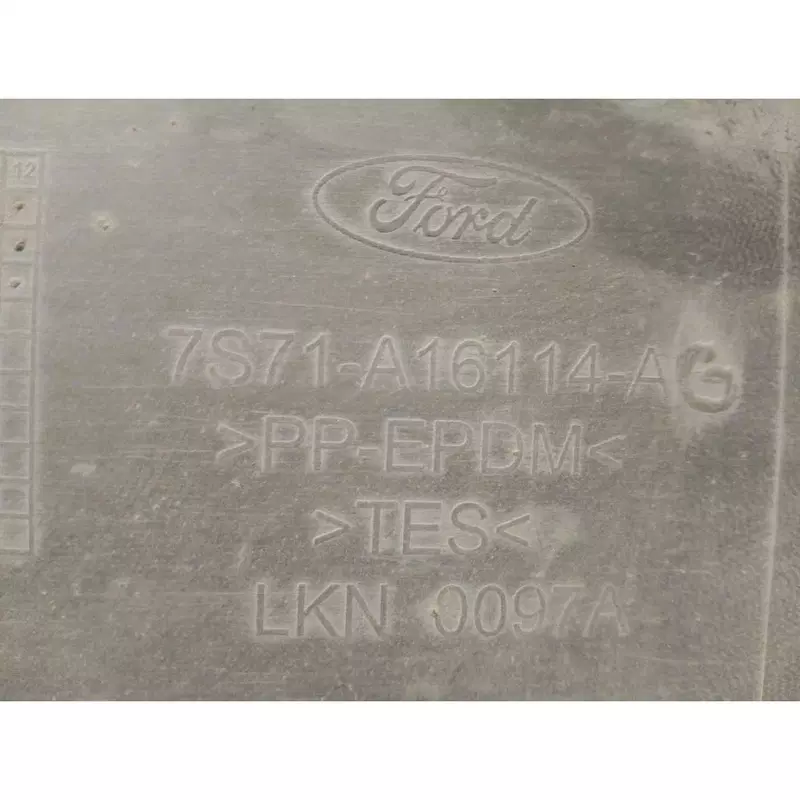 12
Ford
7S71-A16114-AG
>PP-EPDM<
>TES<
LKN 0097A